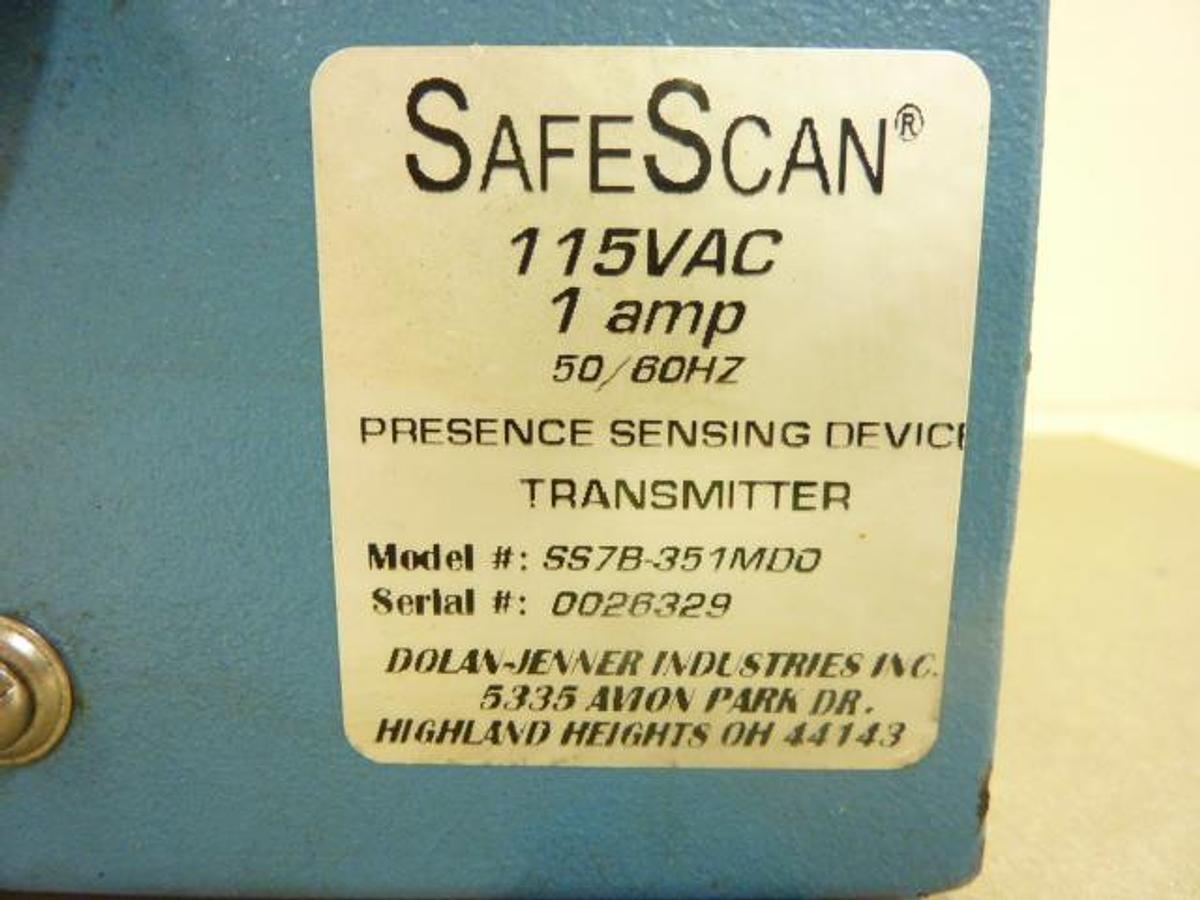 SAFESCAN®
115VAC
1 amp
50/60HZ
PRESENCE SENSING DEVICE
TRANSMITTER
Model #: SS7B-351MDO
Serial #: 0026329
DOLAN-JENNER INDUSTRIES INC.
5335 AVION PARK DR.
HIGHLAND HEIGHTS OH 44143